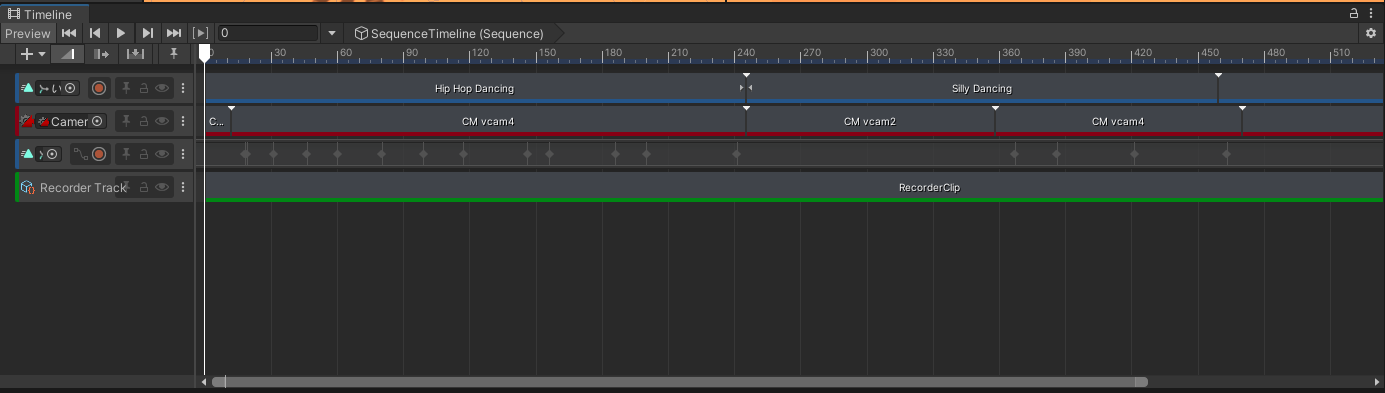 Timeline
Preview 0 SequenceTimeline (Sequence)
0 30 60 90 120 150 180 210 240 270 300 330 360 390 420 450 480 510
い Hip Hop Dancing Silly Dancing
Camer C... CM vcam4 CM vcam2 CM vcam4
Recorder Track RecorderClip